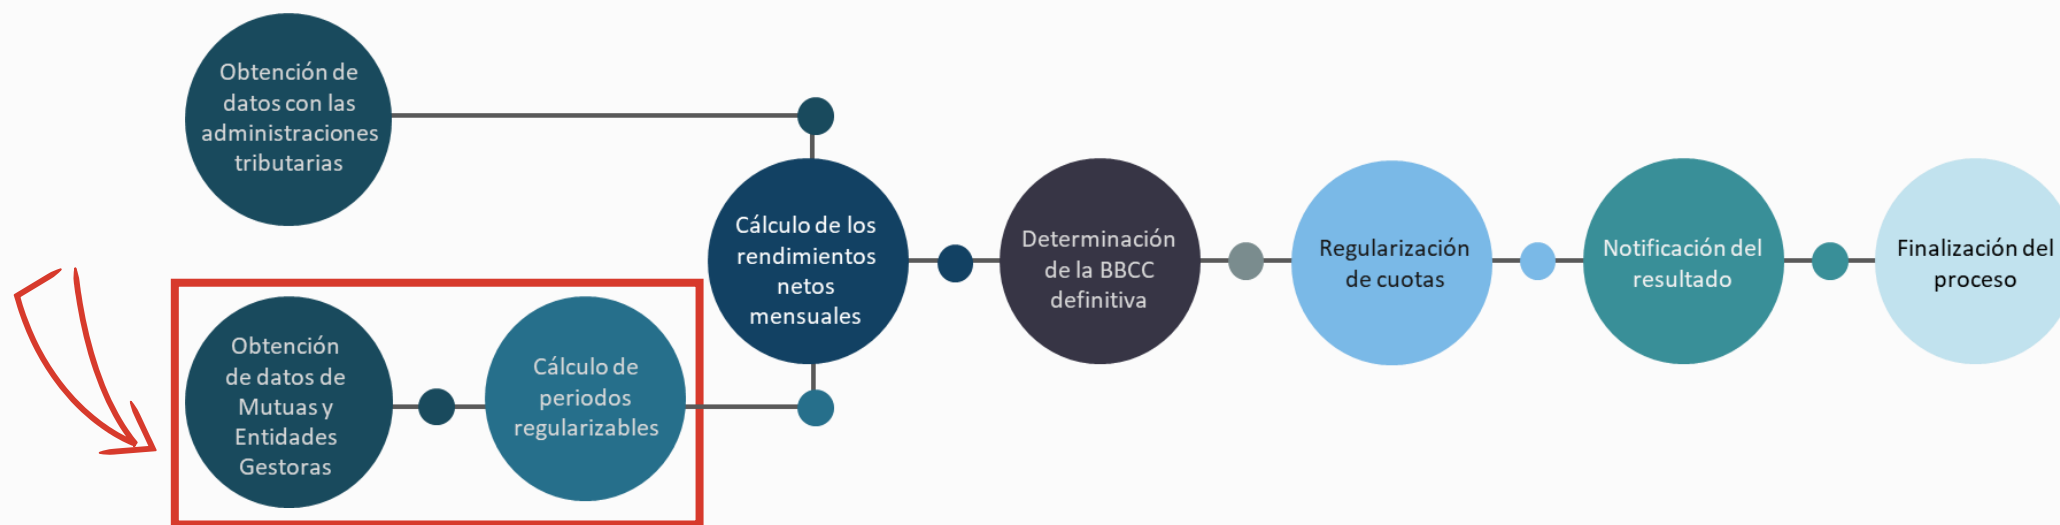 Obtención de
datos con las
administraciones
tributarias
Obtención
de datos de
Mutuas y
Entidades
Gestoras
Cálculo de
periodos
regularizables
Cálculo de los
rendimientos
netos
mensuales
Determinación
de la BBCC
definitiva
Regularización
de cuotas
Notificación del
resultado
Finalización del
proceso